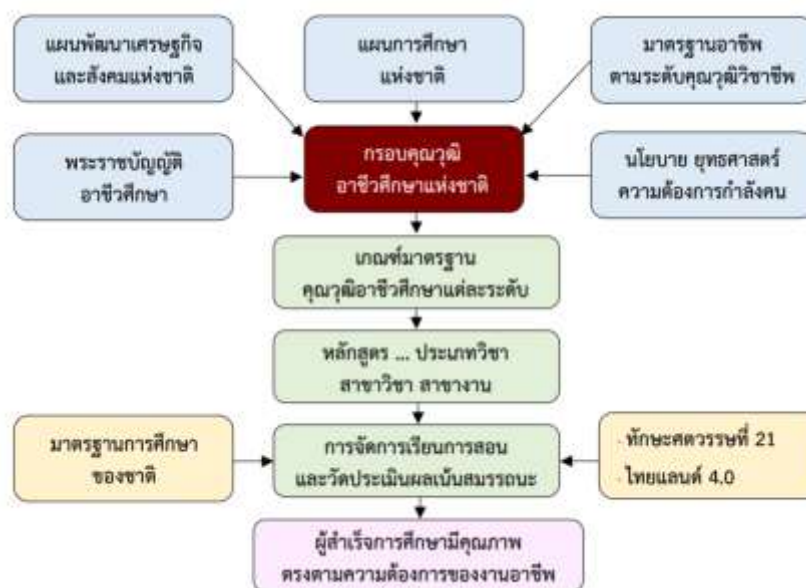 แผนพัฒนาเศรษฐกิจ
และสังคมแห่งชาติ
แผนการศึกษา
แห่งชาติ
มาตรฐานอาชีพ
ตามระดับคุณวุฒิวิชาชีพ
พระราชบัญญัติ
อาชีวศึกษา
กรอบคุณวุฒิ
อาชีวศึกษาแห่งชาติ
นโยบาย ยุทธศาสตร์
ความต้องการกำลังคน
เกณฑ์มาตรฐาน
คุณวุฒิอาชีวศึกษาแต่ละระดับ
หลักสูตร ... ประเภทวิชา
สาขาวิชา สาขางาน
มาตรฐานการศึกษา
ของชาติ
การจัดการเรียนการสอน
และวัดประเมินผลเน้นสมรรถนะ
- ทักษะศตวรรษที่ 21
- ไทยแลนด์ 4.0
ผู้สำเร็จการศึกษามีคุณภาพ
ตรงตามความต้องการของงานอาชีพ